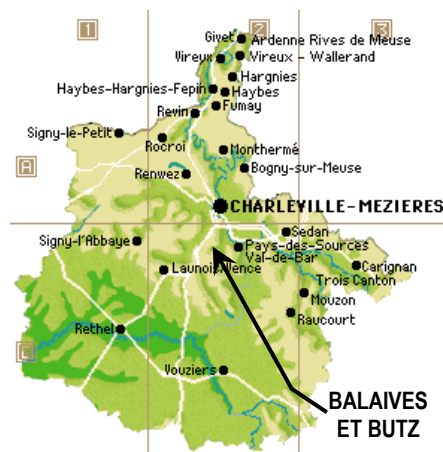 1
2
3
Givet
Ardenne Rives de Meuse
Vireux
Vireux - Wallerand
Hargnies
Haybes-Hargnies-Fepin
Haybes
Fumay
Revin
Signy-le-Petit
Rocroi
Monthermé
A
Renwez
Bogny-sur-Meuse
CHARLEVILLE-MEZIERES
Signy-l'Abbaye
Sedan
Pays-des-Sources
Val-de-Bar
Launois/Vence
Carignan
Trois Canton
Mouzon
Raucourt
Rethel
Vouziers
BALAIVES
ET BUTZ